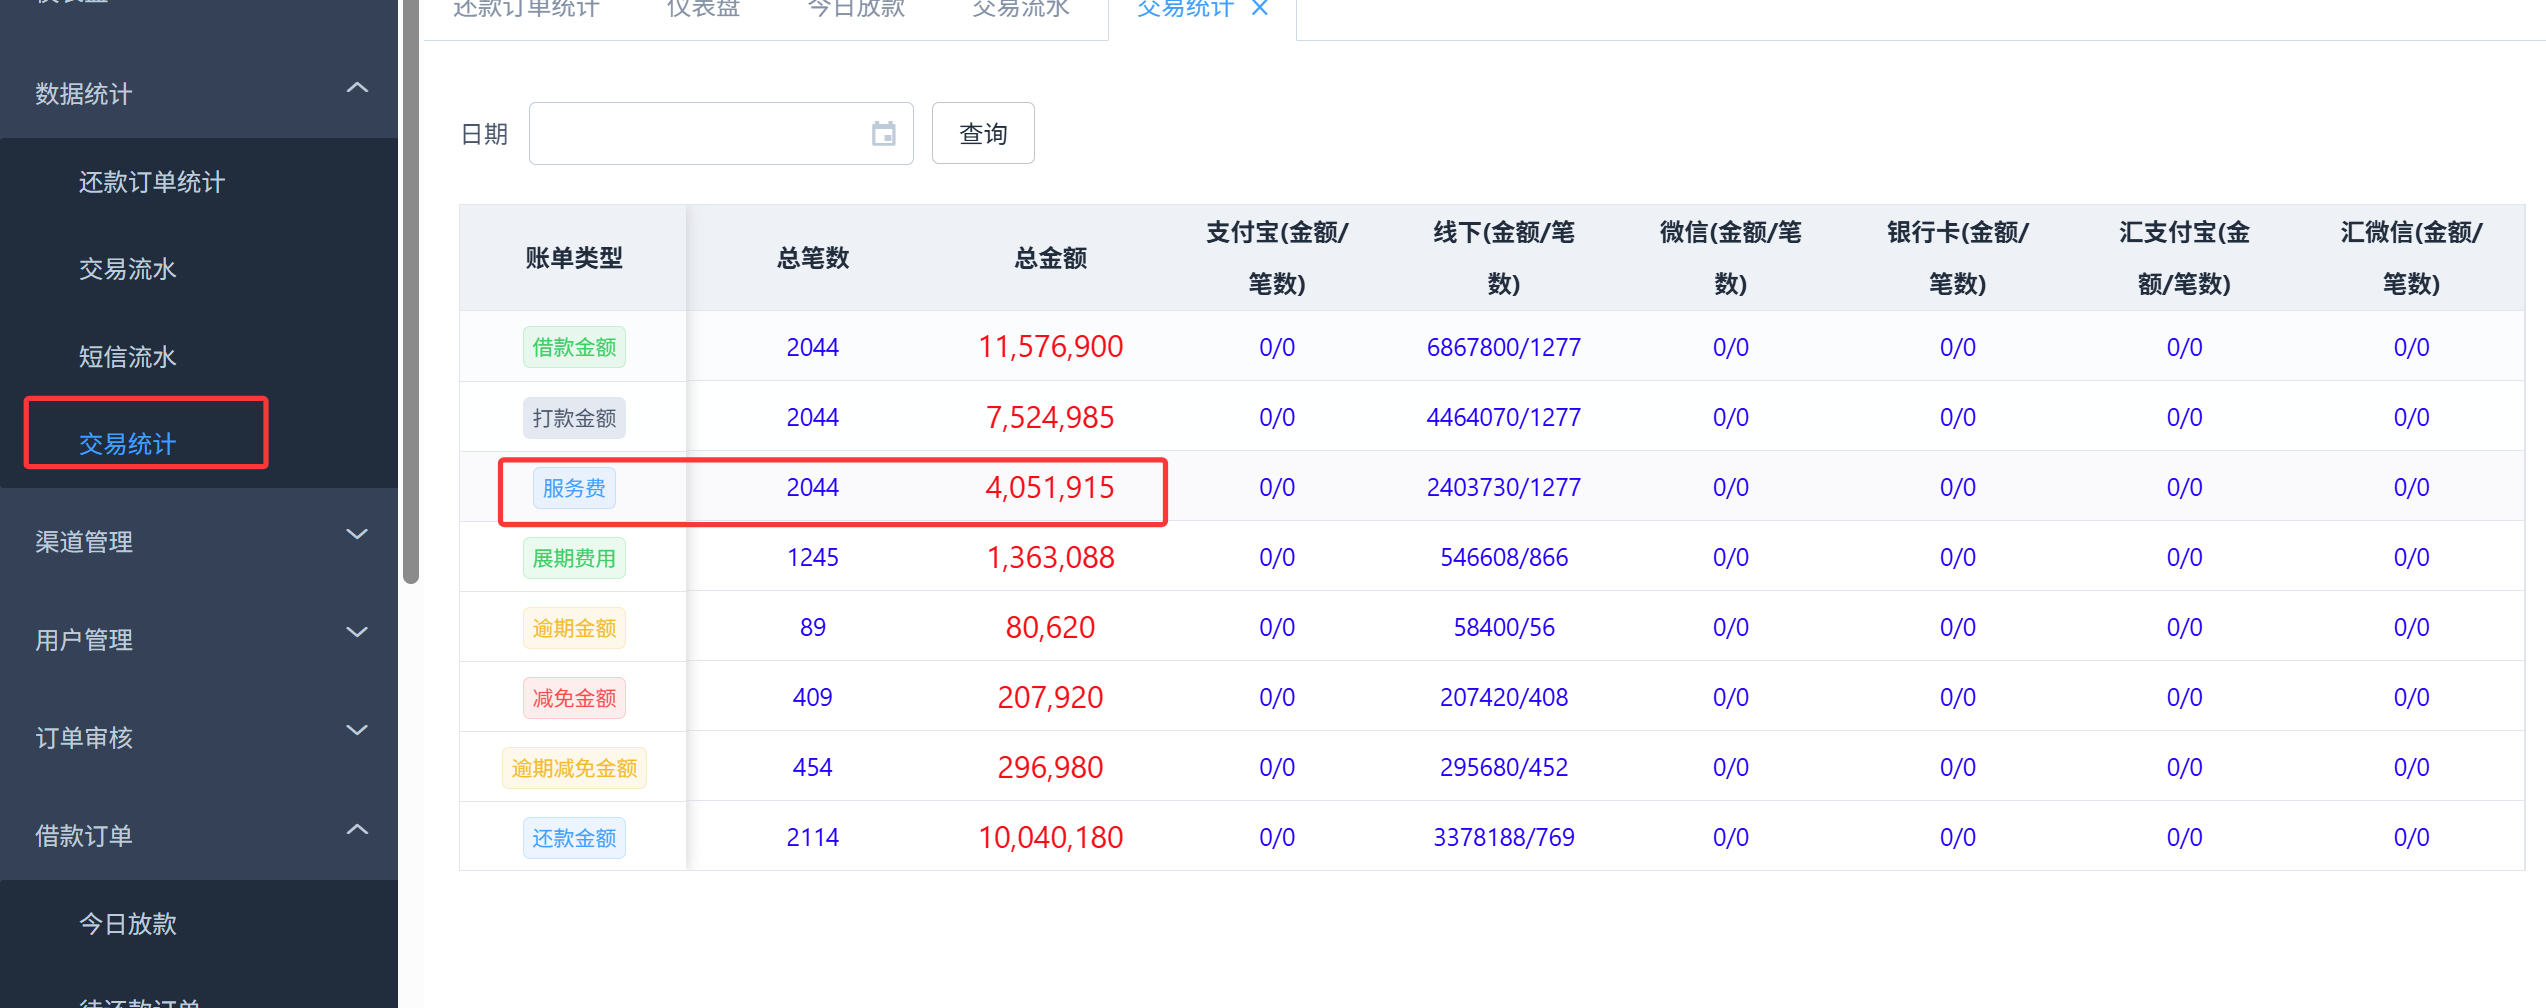 还款订单统计 仪表盘 今日放款 交易流水 交易统计 ×
数据统计
还款订单统计
交易流水
短信流水
交易统计
渠道管理
用户管理
订单审核
借款订单
今日放款
待还款订单
日期 查询
账单类型 总笔数 总金额 支付宝(金额/笔数) 线下(金额/笔数) 微信(金额/笔数) 银行卡(金额/笔数) 汇支付宝(金额/笔数) 汇微信(金额/笔数)
借款金额 2044 11,576,900 0/0 6867800/1277 0/0 0/0 0/0 0/0
打款金额 2044 7,524,985 0/0 4464070/1277 0/0 0/0 0/0 0/0
服务费 2044 4,051,915 0/0 2403730/1277 0/0 0/0 0/0 0/0
展期费用 1245 1,363,088 0/0 546608/866 0/0 0/0 0/0 0/0
逾期金额 89 80,620 0/0 58400/56 0/0 0/0 0/0 0/0
减免金额 409 207,920 0/0 207420/408 0/0 0/0 0/0 0/0
逾期减免金额 454 296,980 0/0 295680/452 0/0 0/0 0/0 0/0
还款金额 2114 10,040,180 0/0 3378188/769 0/0 0/0 0/0 0/0